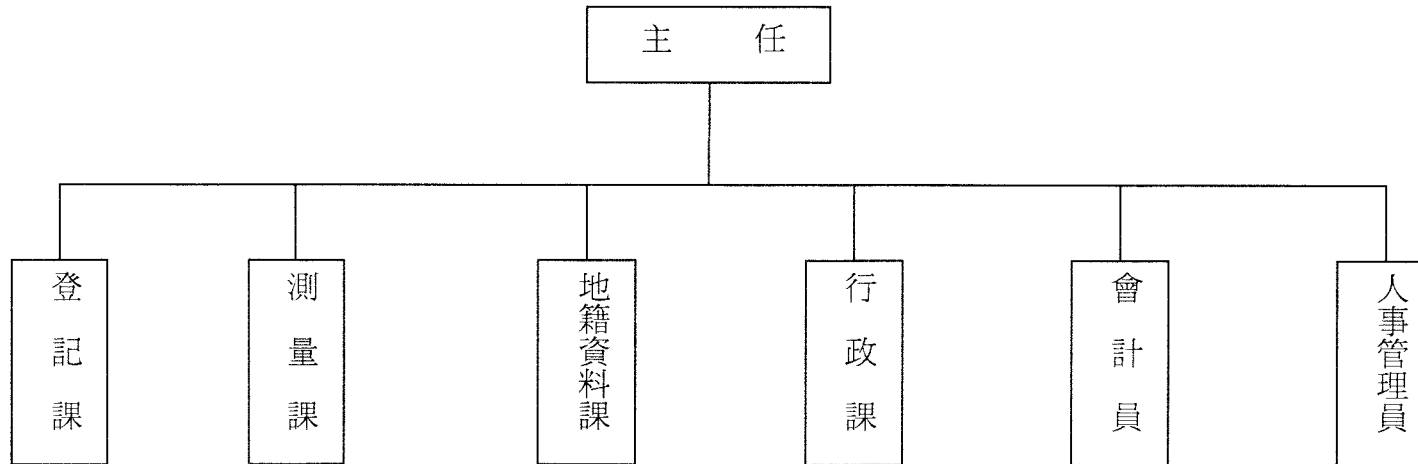 主任
登記課
測量課
地籍資料課
行政課
會計員
人事管理員